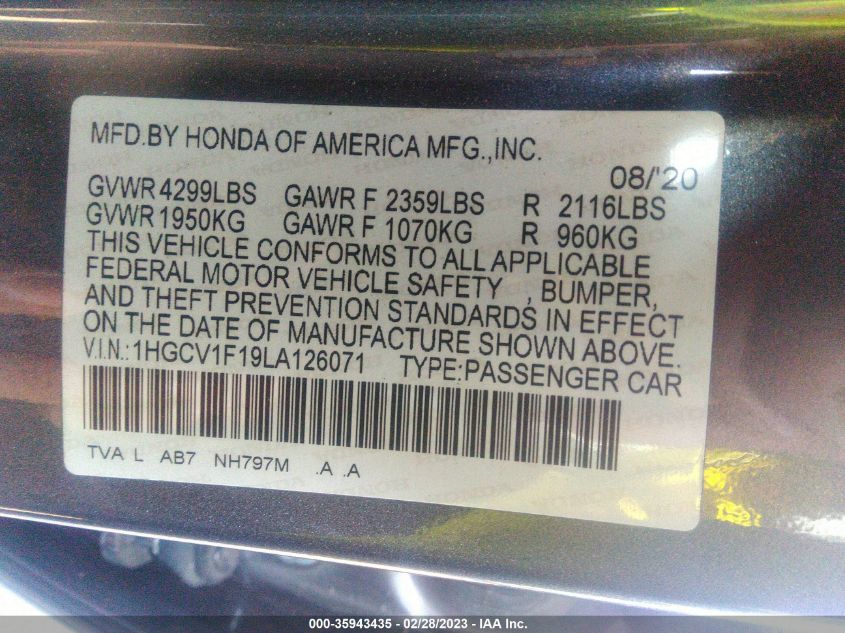 MFD.BY HONDA OF AMERICA MFG.,INC.
08/'20
GVWR 4299LBS GAWR F 2359LBS R 2116LBS
GVWR 1950KG GAWR F 1070KG R 960KG
THIS VEHICLE CONFORMS TO ALL APPLICABLE
FEDERAL MOTOR VEHICLE SAFETY , BUMPER,
AND THEFT PREVENTION STANDARDS IN EFFECT
ON THE DATE OF MANUFACTURE SHOWN ABOVE.
V.I.N.:1HGCV1F19LA126071 TYPE:PASSENGER CAR
TVA L AB7 NH797M .A .A
000-35943435 - 02/28/2023 - IAA Inc.